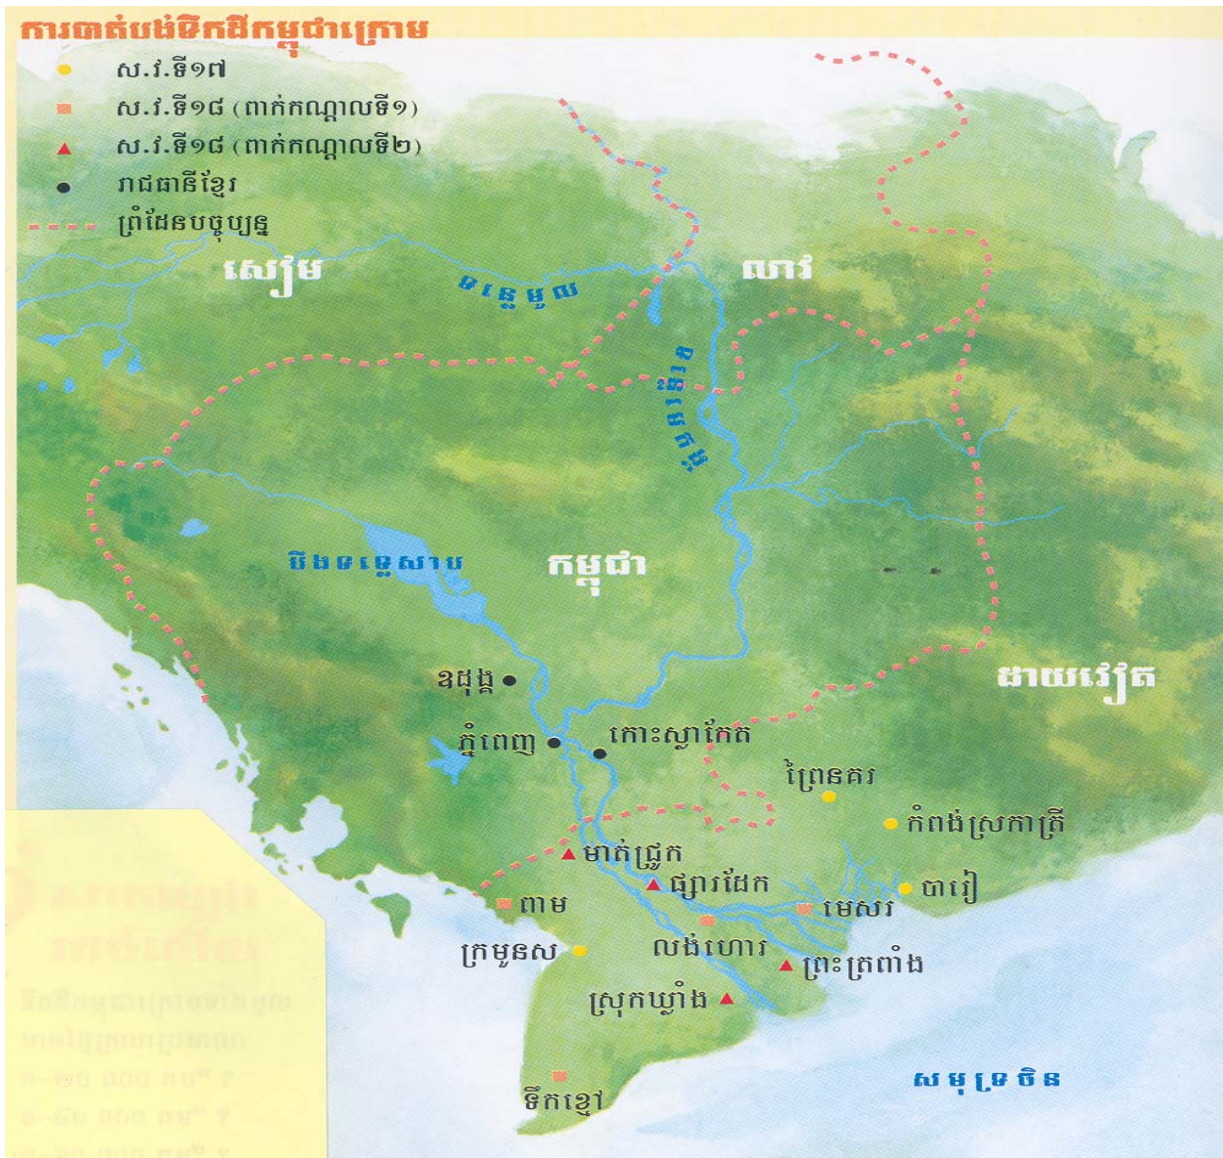 ការបាត់បង់ទឹកដីកម្ពុជាក្រោម
ស.វ.ទី១៧
ស.វ.ទី១៨ (ពាក់កណ្ដាលទី១)
ស.វ.ទី១៨ (ពាក់កណ្ដាលទី២)
រាជធានីខ្មែរ
ព្រំដែនបច្ចុប្បន្ន
សៀម
ទន្លេមូល
លាវ
បឹងទន្លេសាប
កម្ពុជា
ដាយវៀត
ឧដុង្គ
ភ្នំពេញ
កោះស្លាកែត
ព្រៃនគរ
កំពង់ស្រកាត្រី
មាត់ជ្រូក
ផ្សារដែក
បារៀ
ពាម
មេសរ
ក្រមួនស
លង់ហោរ
ព្រះត្រពាំង
ស្រុកឃ្លាំង
ទឹកខ្មៅ
សមុទ្រចិន